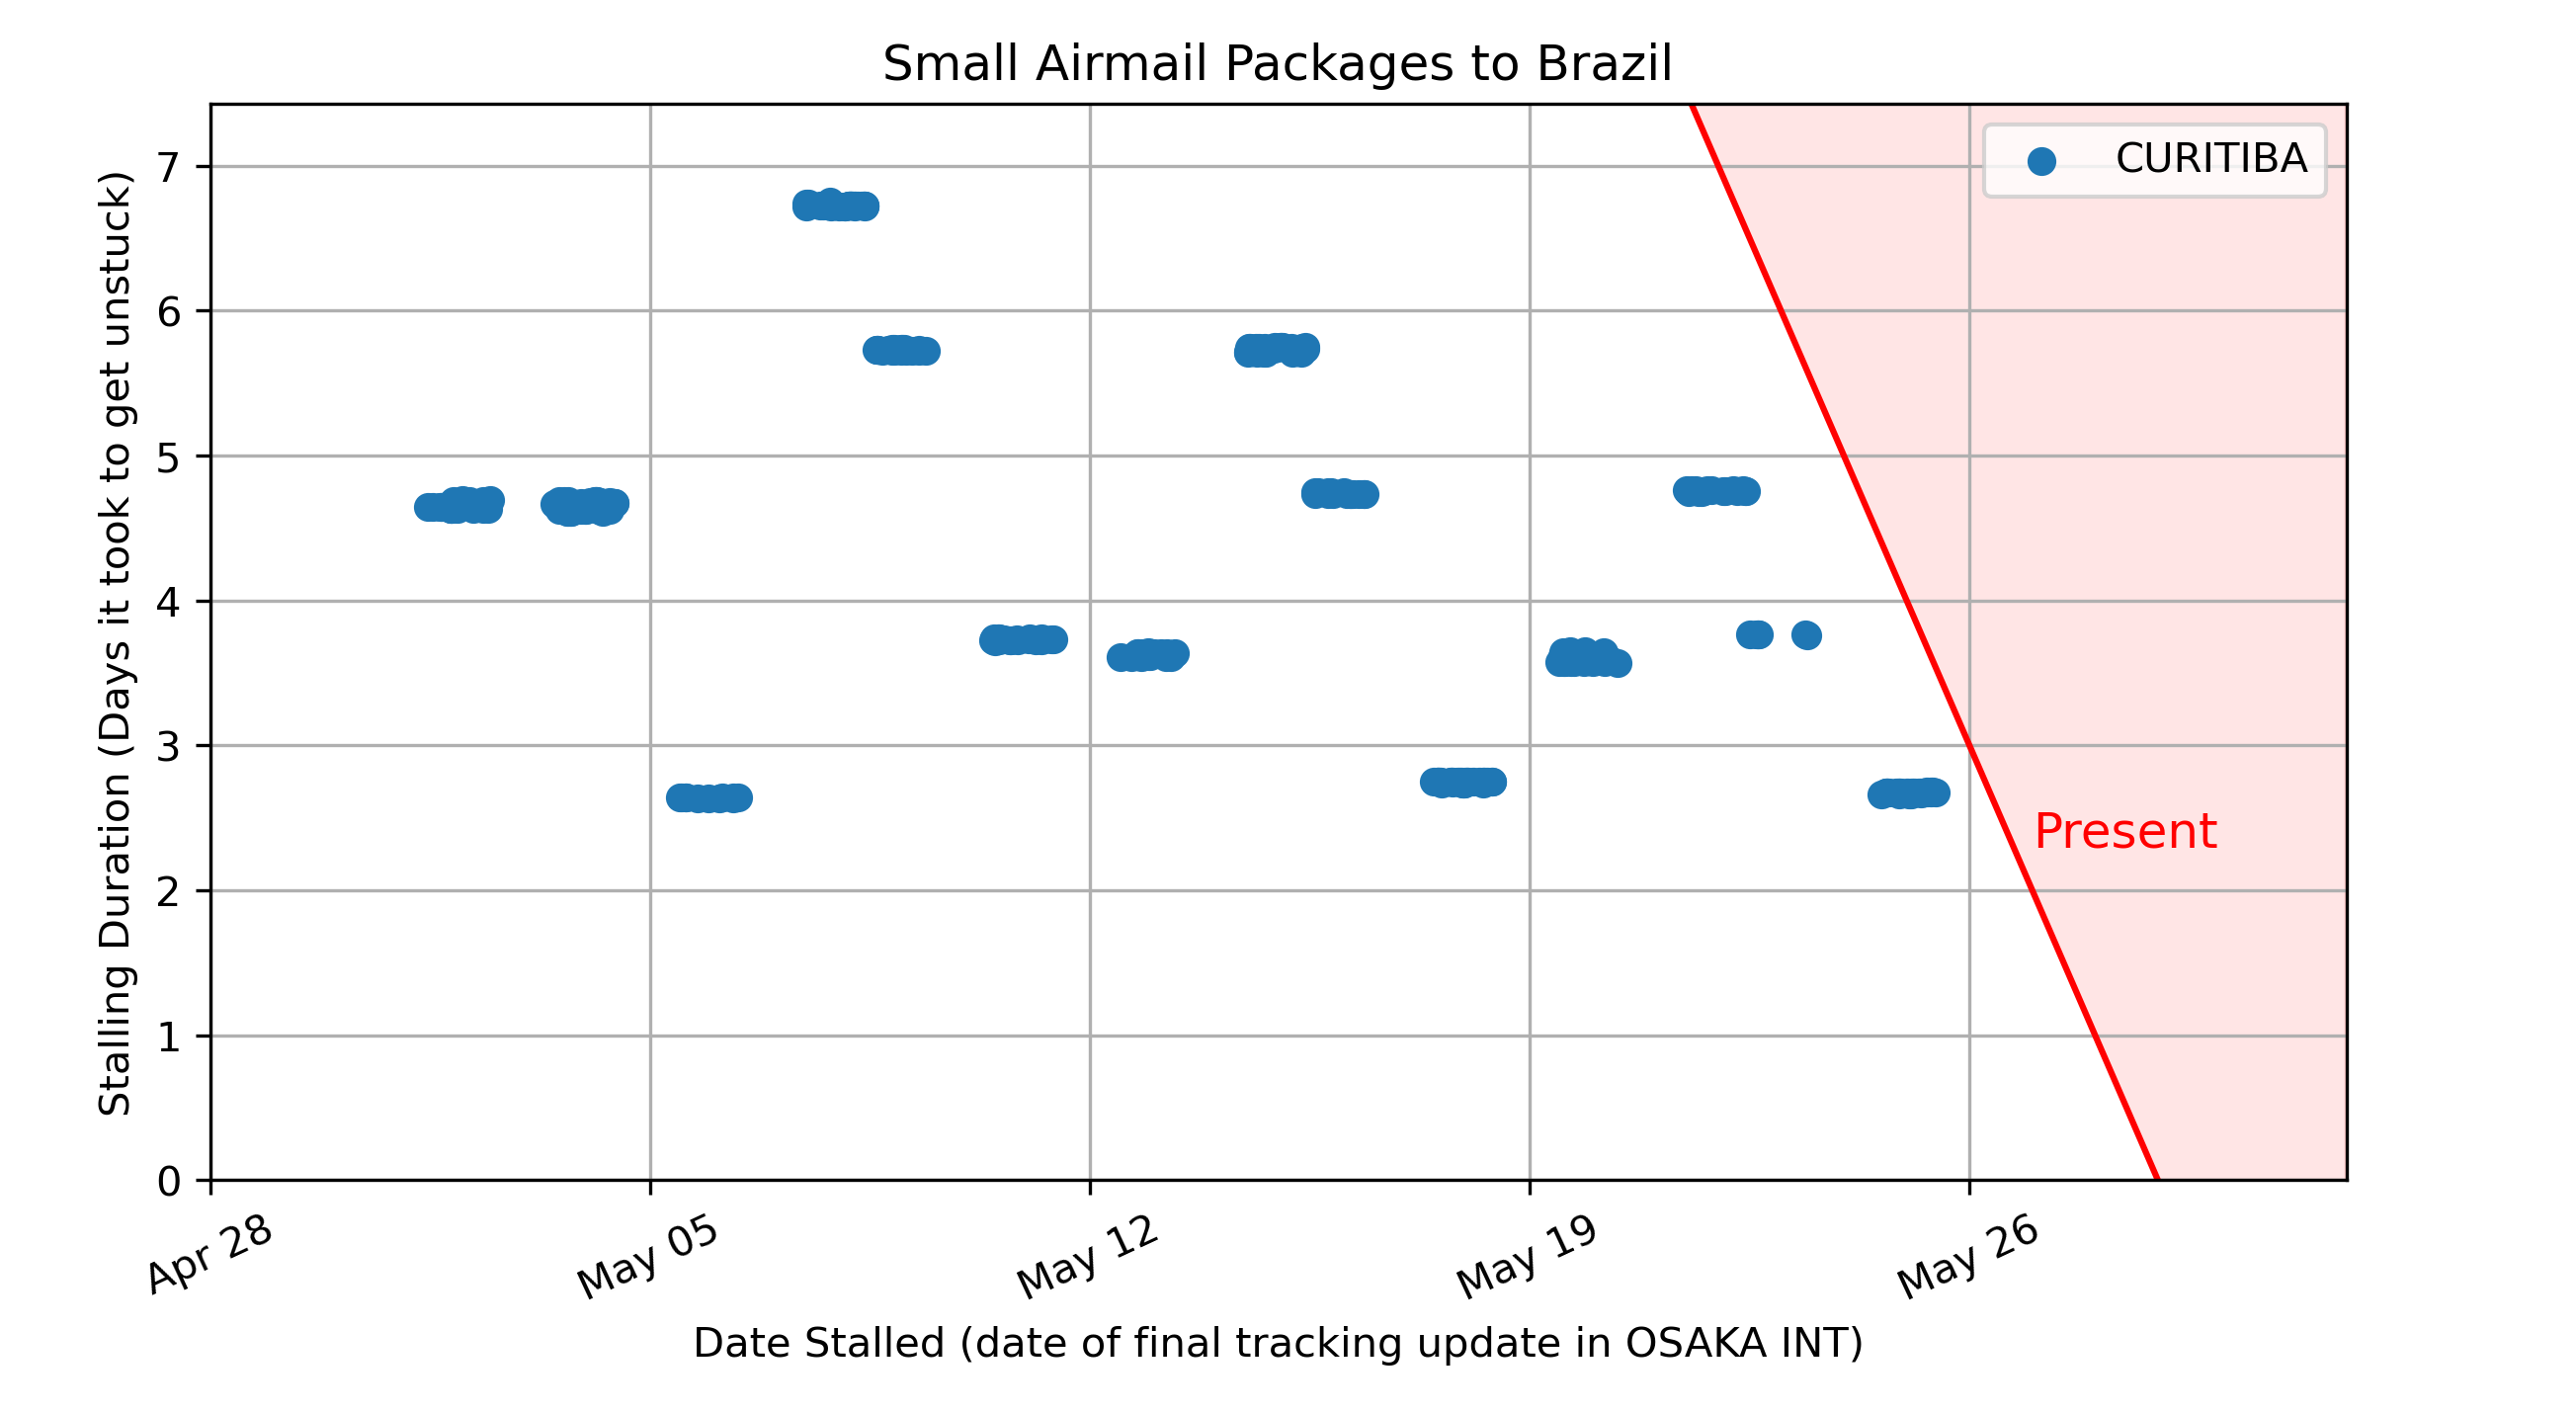 Small Airmail Packages to Brazil
CURITIBA
Stalling Duration (Days it took to get unstuck)
7
6
5
4
3
2
1
0
Present
Apr 28
May 05
May 12
May 19
May 26
Date Stalled (date of final tracking update in OSAKA INT)